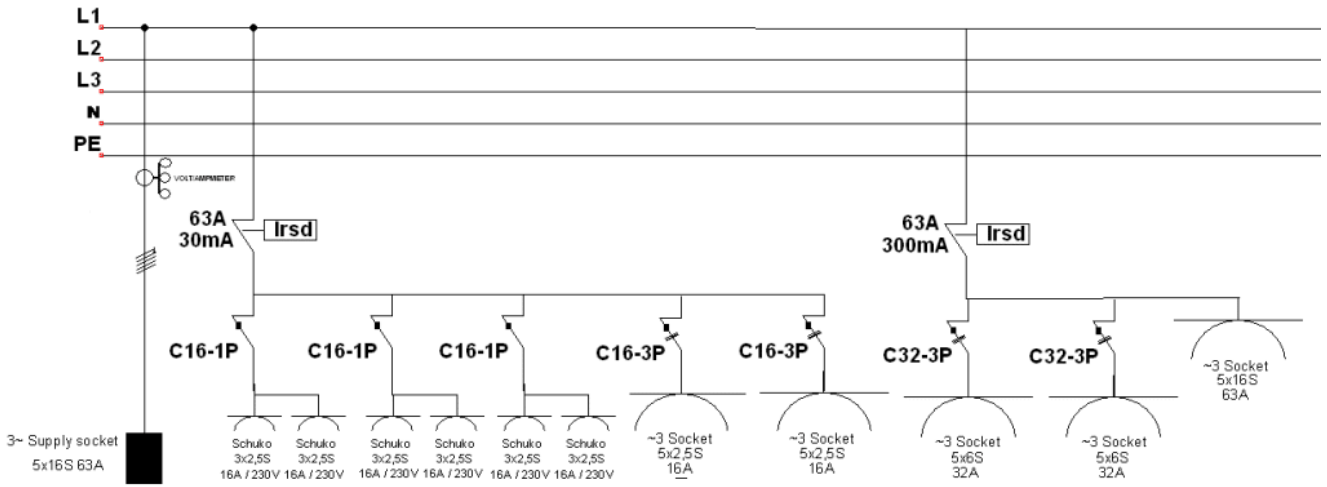 L1
L2
L3
N
PE
VOLT/AMPMETER
63A
30mA
Irsd
63A
300mA
Irsd
C16-1P
C16-1P
C16-1P
C16-3P
C16-3P
C32-3P
C32-3P
~3 Socket
5x16S
63A
3~ Supply socket
5x16S 63A
Schuko
3x2,5S
16A / 230V
Schuko
3x2,5S
16A / 230V
Schuko
3x2,5S
16A / 230V
Schuko
3x2,5S
16A / 230V
Schuko
3x2,5S
16A / 230V
Schuko
3x2,5S
16A / 230V
~3 Socket
5x2,5S
16A
~3 Socket
5x2,5S
16A
~3 Socket
5x6S
32A
~3 Socket
5x6S
32A